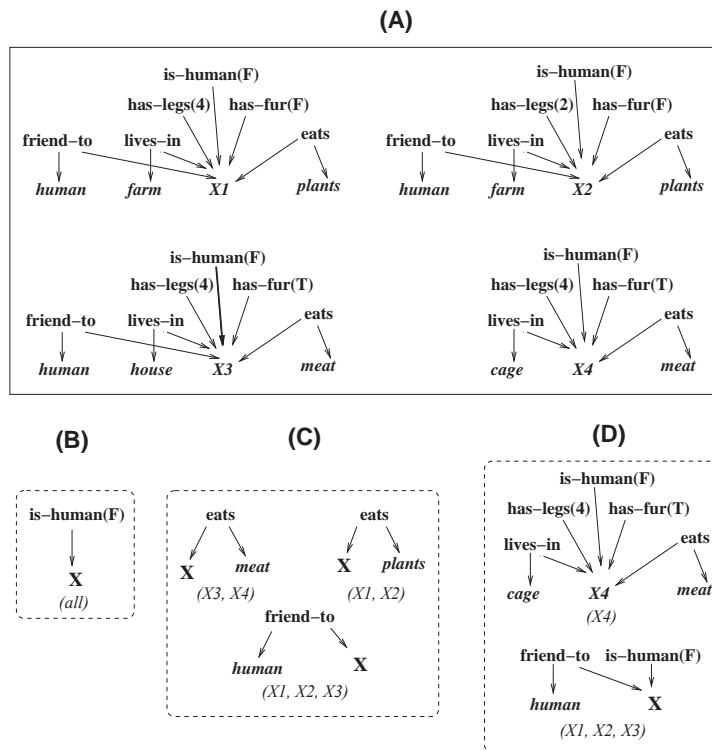 (A)
is–human(F)
is–human(F)
has–legs(4) has–fur(F)
has–legs(2) has–fur(F)
friend–to lives–in eats
friend–to lives–in eats
human farm X1 plants
human farm X2 plants
is–human(F)
is–human(F)
has–legs(4) has–fur(T)
has–legs(4) has–fur(T)
friend–to lives–in eats
lives–in eats
human house X3 meat
cage X4 meat
(B)
is–human(F)
X
(all)
(C)
eats eats
X meat X plants
(X3, X4) (X1, X2)
friend–to
human X
(X1, X2, X3)
(D)
is–human(F)
has–legs(4) has–fur(T)
lives–in eats
cage X4 meat
(X4)
friend–to is–human(F)
human X
(X1, X2, X3)